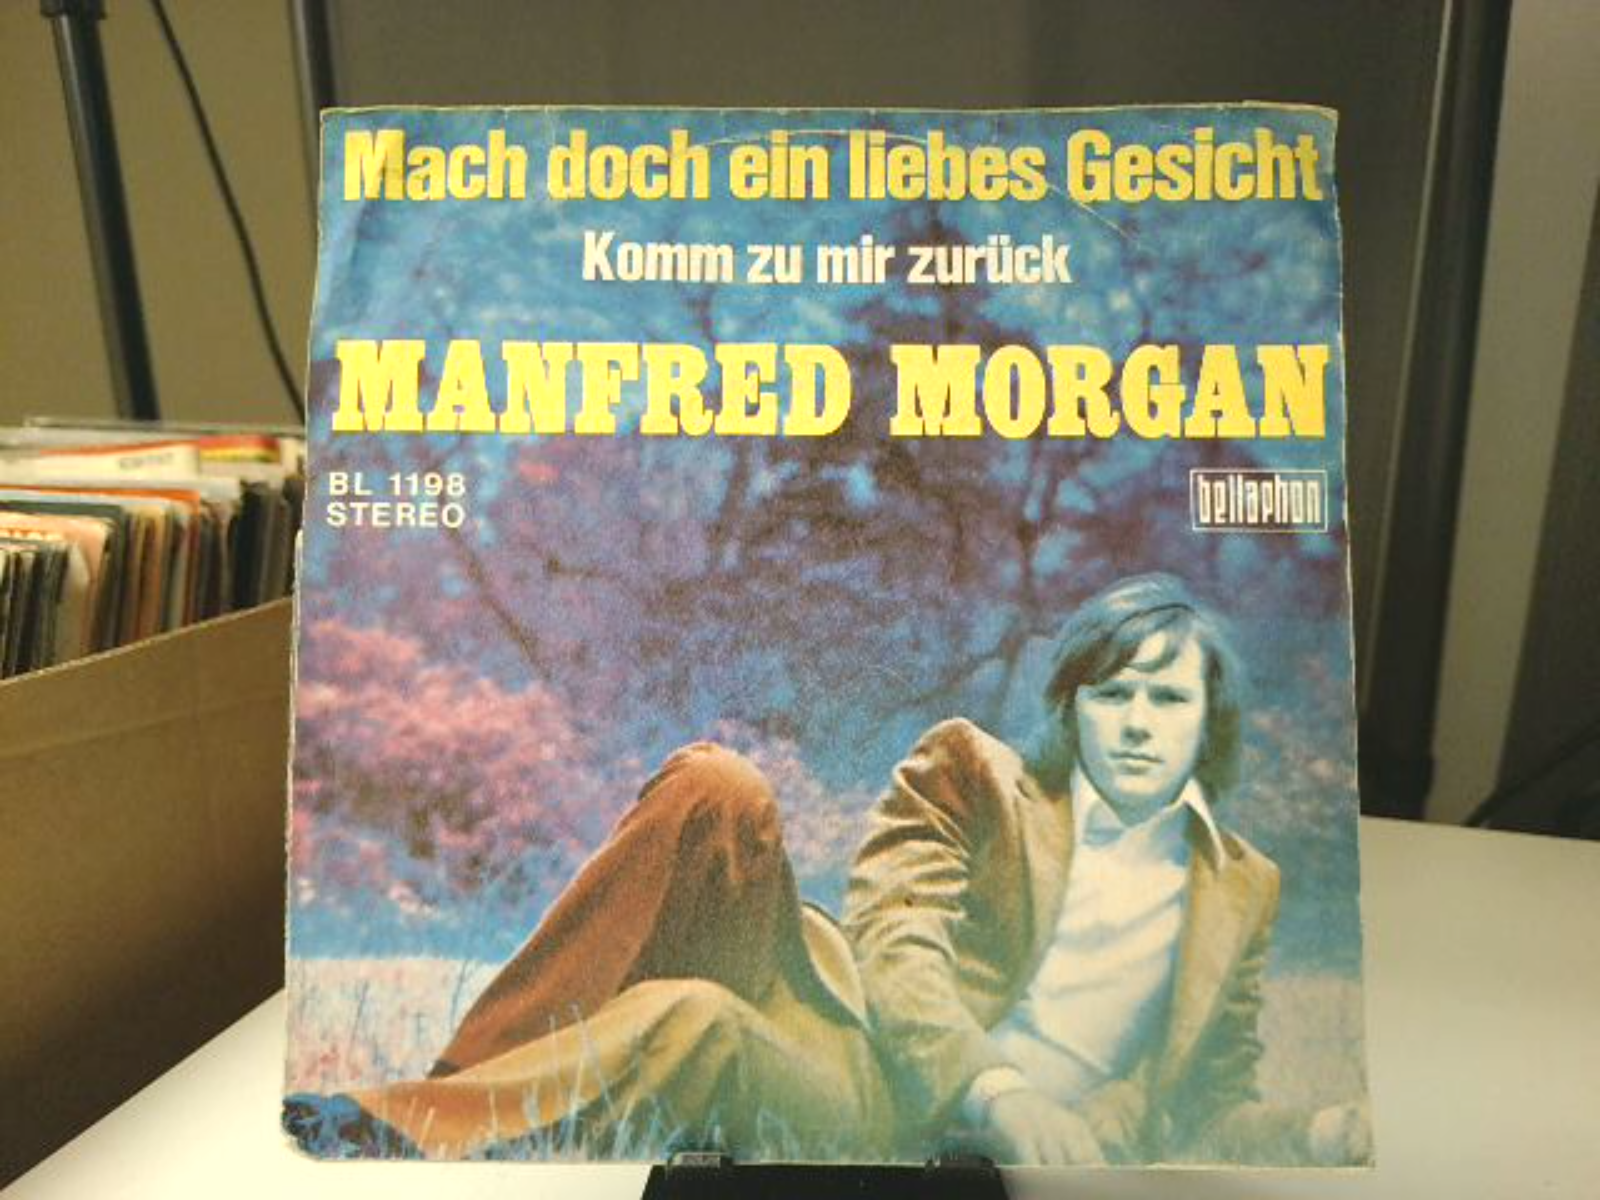 Mach doch ein liebes Gesicht
Komm zu mir zurück
MANFRED MORGAN
BL 1198
STEREO
bellaphon